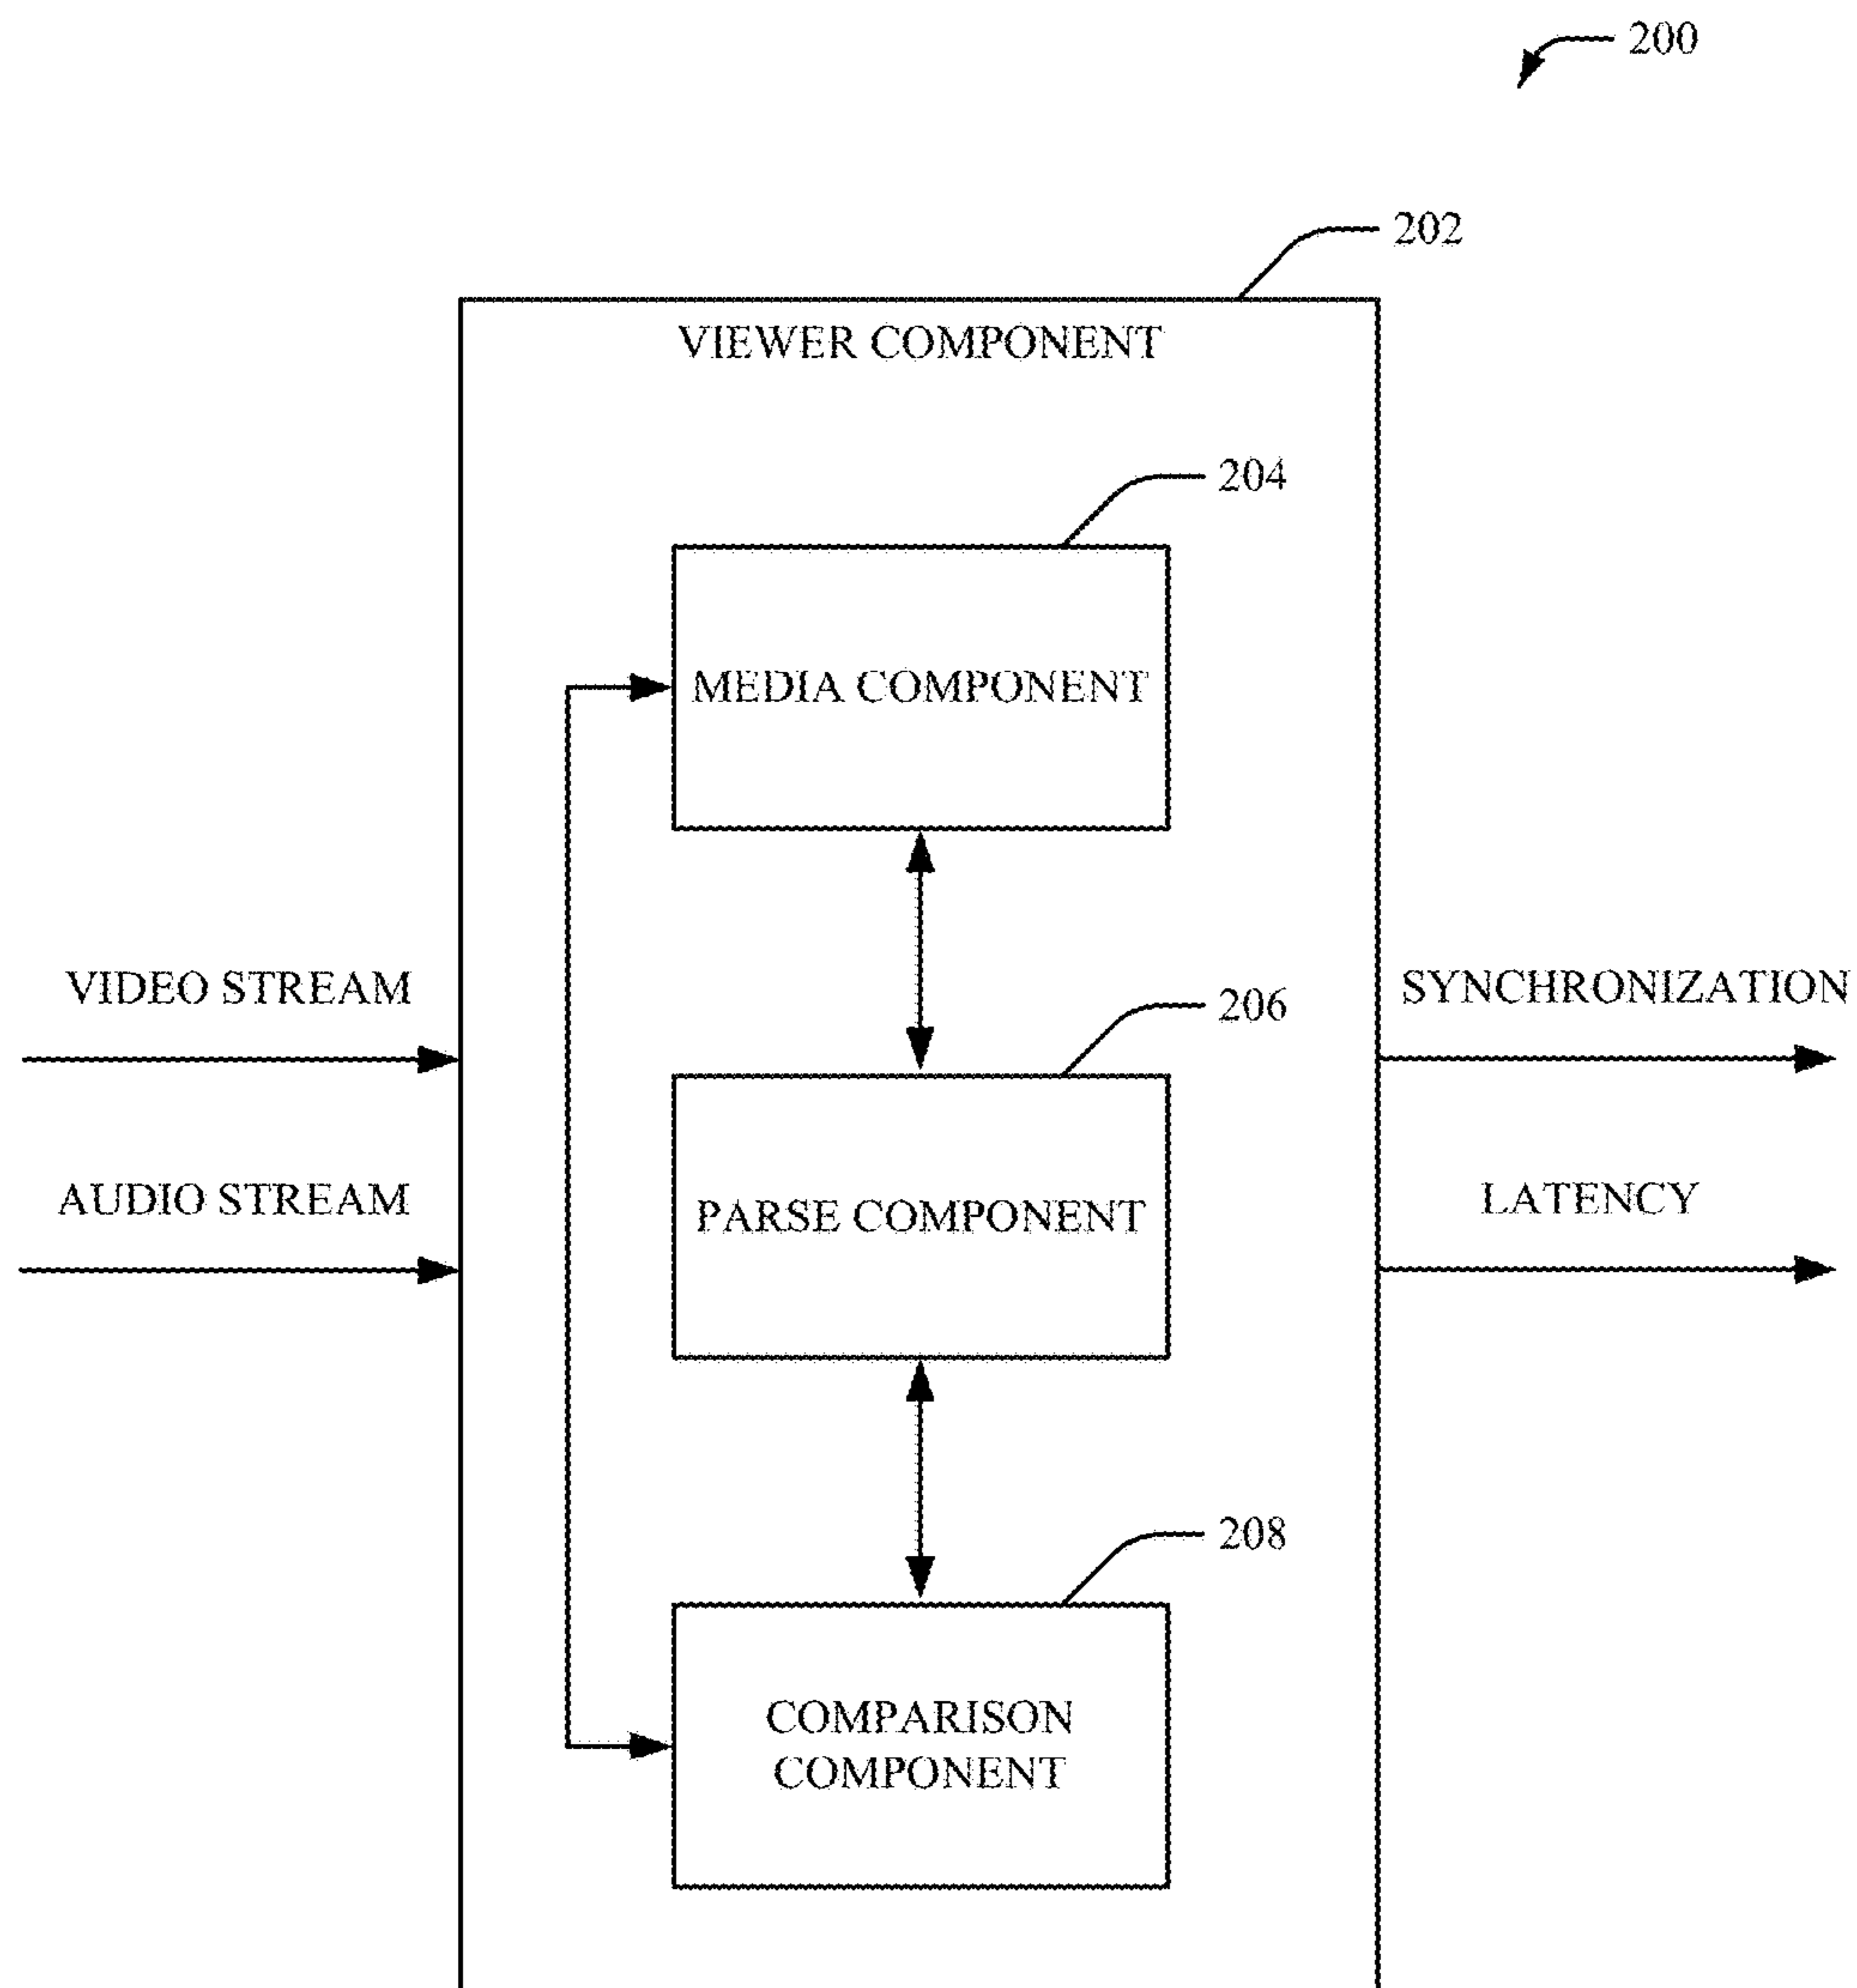 200
202
VIEWER COMPONENT
204
MEDIA COMPONENT
VIDEO STREAM
206
SYNCHRONIZATION
AUDIO STREAM
PARSE COMPONENT
LATENCY
208
COMPARISON
COMPONENT